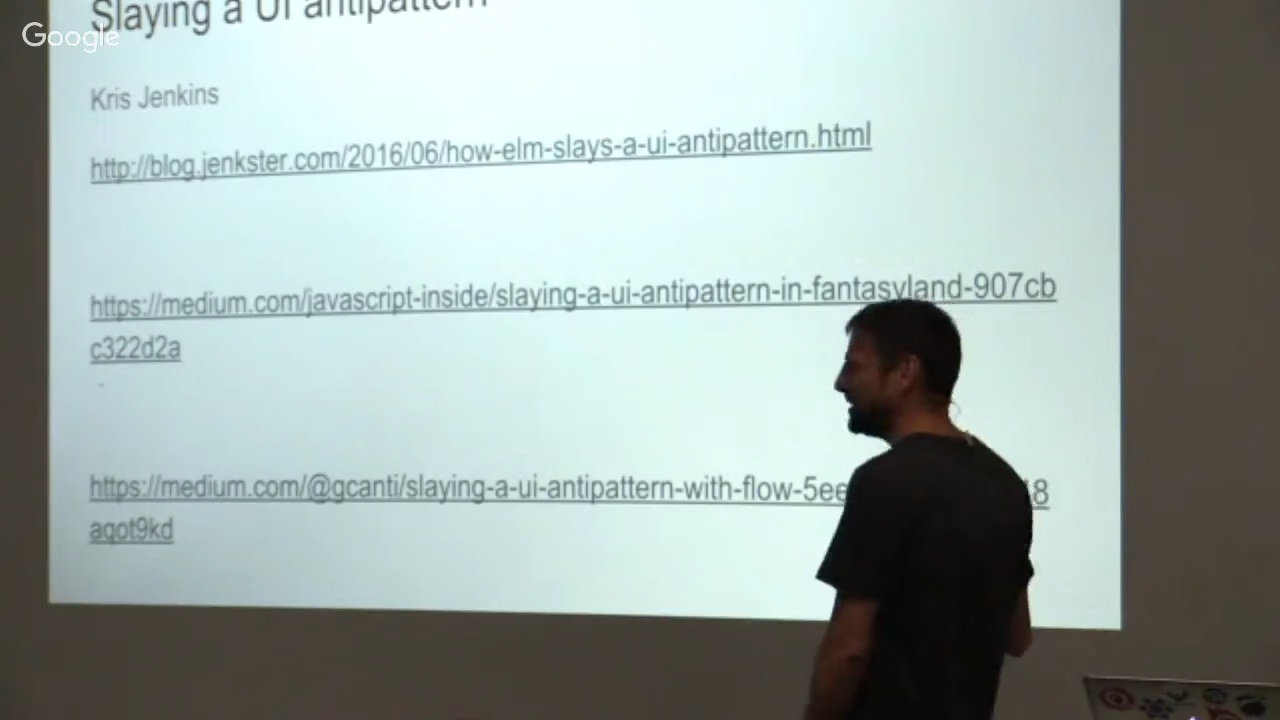 Google
Slaying a UI antipattern
Kris Jenkins
http://blog.jenkster.com/2016/06/how-elm-slays-a-ui-antipattern.html
https://medium.com/javascript-inside/slaying-a-ui-antipattern-in-fantasyland-907cb
c322d2a
https://medium.com/@gcanti/slaying-a-ui-antipattern-with-flow-5ee 18
aqot9kd